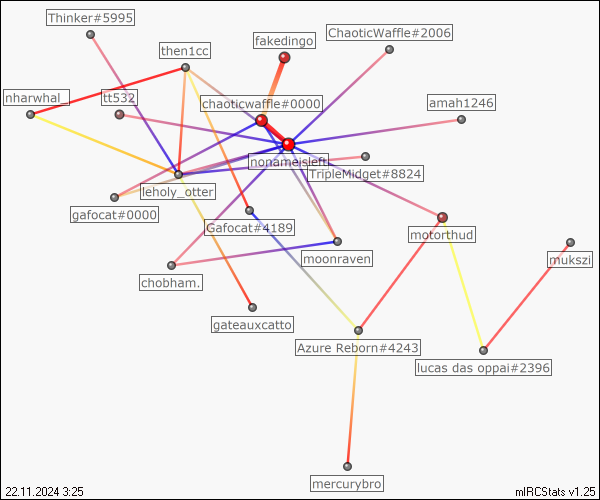 Thinker#5995
ChaoticWaffle#2006
fakedingo
then1cc
nharwhal_
tt532
chaoticwaffle#0000
amah1246
nonameisleft
TripleMidget#8824
leholy_otter
gafocat#0000
Gafocat#4189
motorthud
moonraven
mukszi
chobham.
gateauxcatto
Azure Reborn#4243
lucas das oppai#2396
mercurybro
22.11.2024 3:25
mIRCStats v1.25